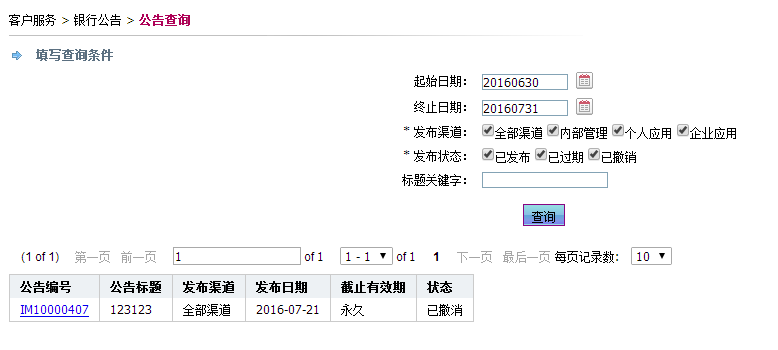 客户服务 > 银行公告 > 公告查询
填写查询条件
起始日期: 20160630
终止日期: 20160731
* 发布渠道: 全部渠道 内部管理 个人应用 企业应用
* 发布状态: 已发布 已过期 已撤销
标题关键字:
查询
(1 of 1) 第一页 前一页 1 of 1 1 - 1 of 1 1 下一页 最后一页 每页记录数: 10
公告编号 公告标题 发布渠道 发布日期 截止有效期 状态
IM10000407 123123 全部渠道 2016-07-21 永久 已撤消